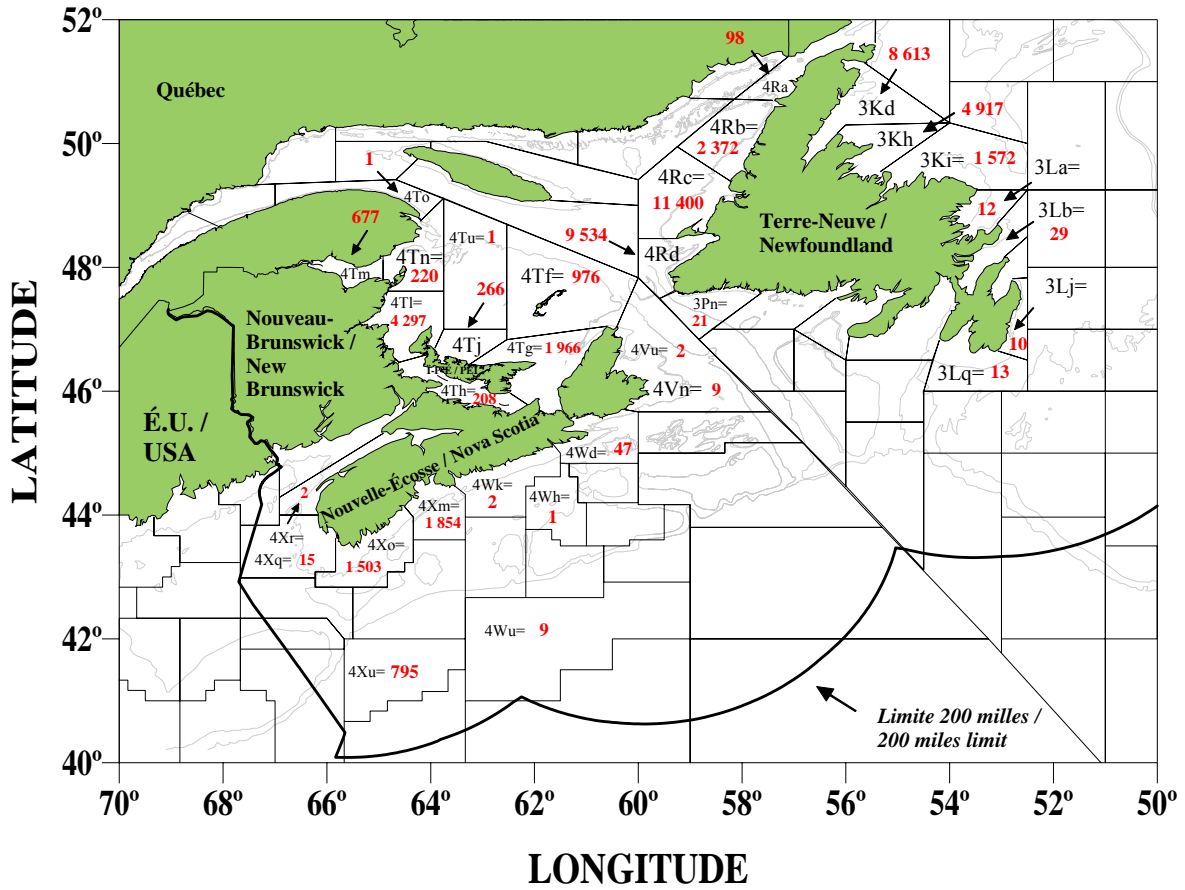 52º
50º
48º
46º
44º
42º
40º
LATITUDE
70º 68º 66º 64º 62º 60º 58º 56º 54º 52º 50º
LONGITUDE
Québec
98
4Ra
8 613
3Kd
4Rb=
2 372
3Kh
4 917
3Ki= 1 572
1
4To
4Rc=
11 400
3La=
12
677
4Tm
4Tu= 1
9 534
4Rd
Terre-Neuve /
Newfoundland
3Lb=
29
4Tn=
220
4Tf= 976
3Lj=
10
266
4Tl=
4 297
3Pn=
21
Nouveau-
Brunswick /
New
Brunswick
4Tj
4Tg= 1 966
4Vu= 2
Î-P-É / PEI
3Lq= 13
4Th=
208
4Vn= 9
É.U. /
USA
Nouvelle-Écosse / Nova Scotia
4Wd= 47
4Wk=
2
4Wh=
1
2
4Xm=
1 854
4Xr=
4Xq= 15
4Xo=
1 503
4Wu= 9
4Xu= 795
Limite 200 milles /
200 miles limit